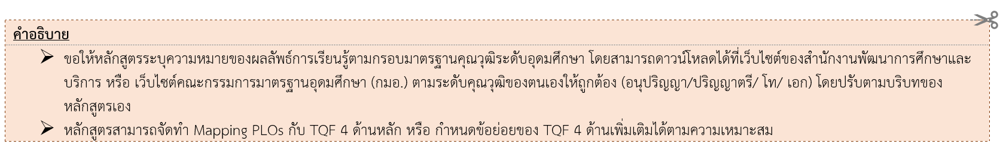 คำอธิบาย
ขอให้หลักสูตรระบุความหมายของผลลัพธ์การเรียนรู้ตามกรอบมาตรฐานคุณวุฒิระดับอุดมศึกษา โดยสามารถดาวน์โหลดได้ที่เว็บไซต์ของสำนักงานพัฒนาการศึกษาและ
บริการ หรือ เว็บไซต์คณะกรรมการมาตรฐานอุดมศึกษา (กมอ.) ตามระดับคุณวุฒิของตนเองให้ถูกต้อง (อนุปริญญา/ปริญญาตรี/ โท/ เอก) โดยปรับตามบริบทของ
หลักสูตรเอง
หลักสูตรสามารถจัดทำ Mapping PLOs กับ TQF 4 ด้านหลัก หรือ กำหนดข้อย่อยของ TQF 4 ด้านเพิ่มเติมได้ตามความเหมาะสม